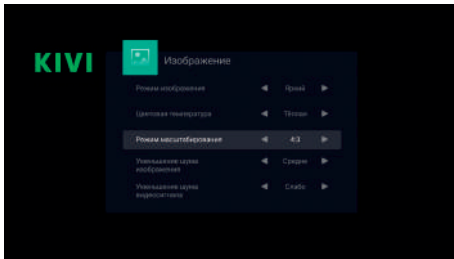 KIVI
Изображение
Режим изображения
Яркий
Цветовая температура
Тёплая
Режим масштабирования
4:3
Уменьшение шума
изображения
Средне
Уменьшение шума
видеосигнала
Слабо